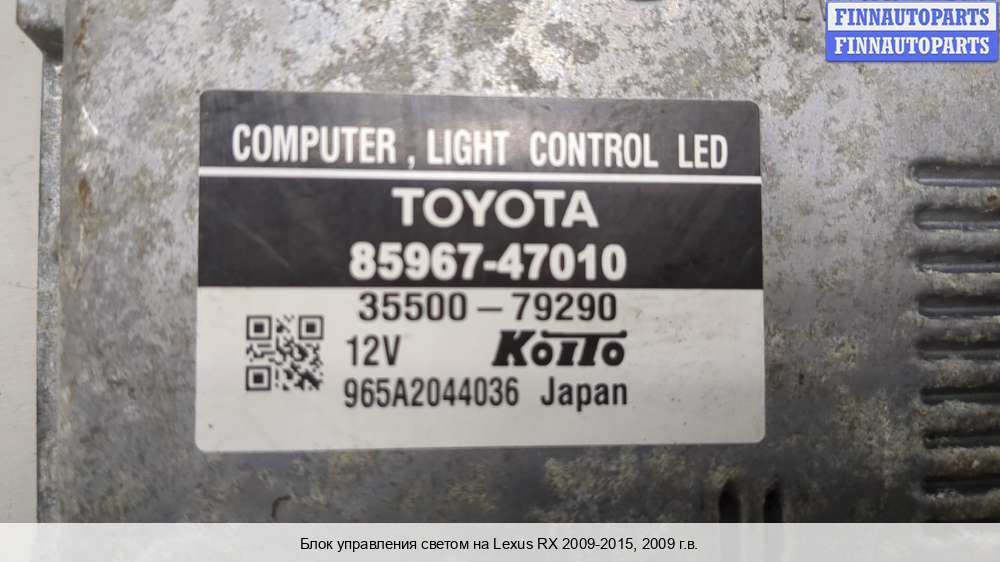 FINNAUTOPARTS
FINNAUTOPARTS
COMPUTER , LIGHT CONTROL LED
TOYOTA
85967-47010
35500-79290
12V KOITO
965A2044036 Japan
Блок управления светом на Lexus RX 2009-2015, 2009 г.в.